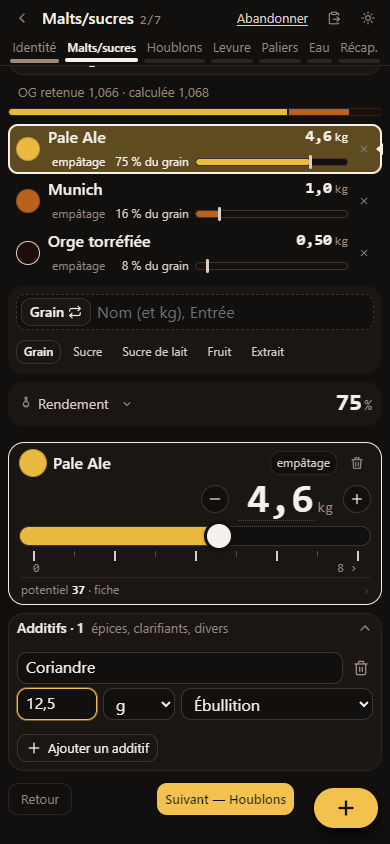 Malts/sucres 2/7 Abandonner
Identité Malts/sucres Houblons Levure Paliers Eau Récap.
OG retenue 1,066 · calculée 1,068
Pale Ale 4,6 kg
empâtage 75 % du grain
Munich 1,0 kg
empâtage 16 % du grain
Orge torréfiée 0,50 kg
empâtage 8 % du grain
Grain Nom (et kg), Entrée
Grain Sucre Sucre de lait Fruit Extrait
Rendement 75 %
Pale Ale empâtage
4,6 kg
0 8 ›
potentiel 37 · fiche
Additifs · 1 épices, clarifiants, divers
Coriandre
12,5 g Ébullition
Ajouter un additif
Retour Suivant — Houblons